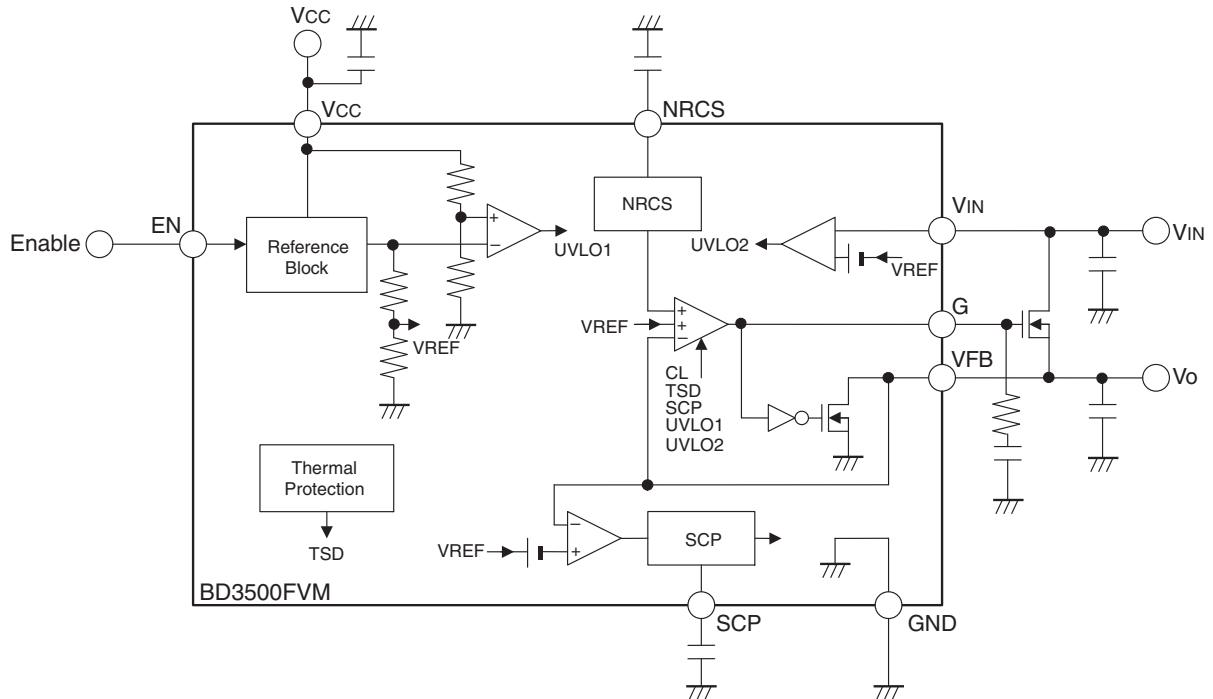 VCC
VCC
NRCS
EN
Enable
Reference
Block
+
−
UVLO1
VREF
NRCS
UVLO2
VREF
VIN
VIN
VREF
+
+
−
G
VFB
Vo
CL
TSD
SCP
UVLO1
UVLO2
Thermal
Protection
TSD
VREF
−
+
SCP
BD3500FVM
SCP
GND